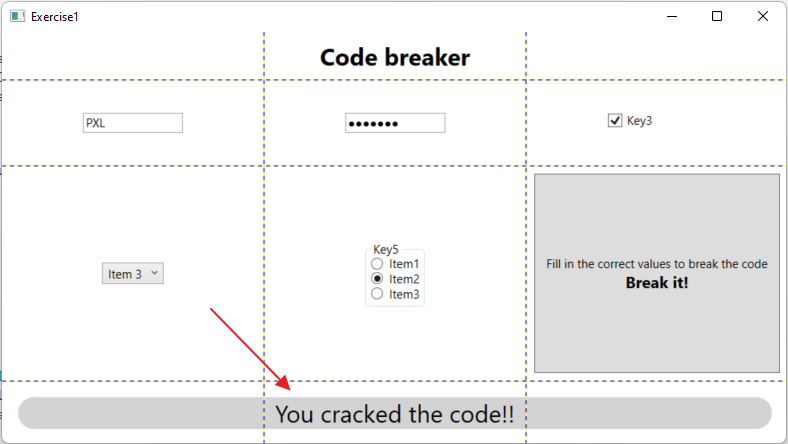 Exercise1
Code breaker
PXL
•••••••
Key3
Item 3
Key5
Item1
Item2
Item3
Fill in the correct values to break the code
Break it!
You cracked the code!!